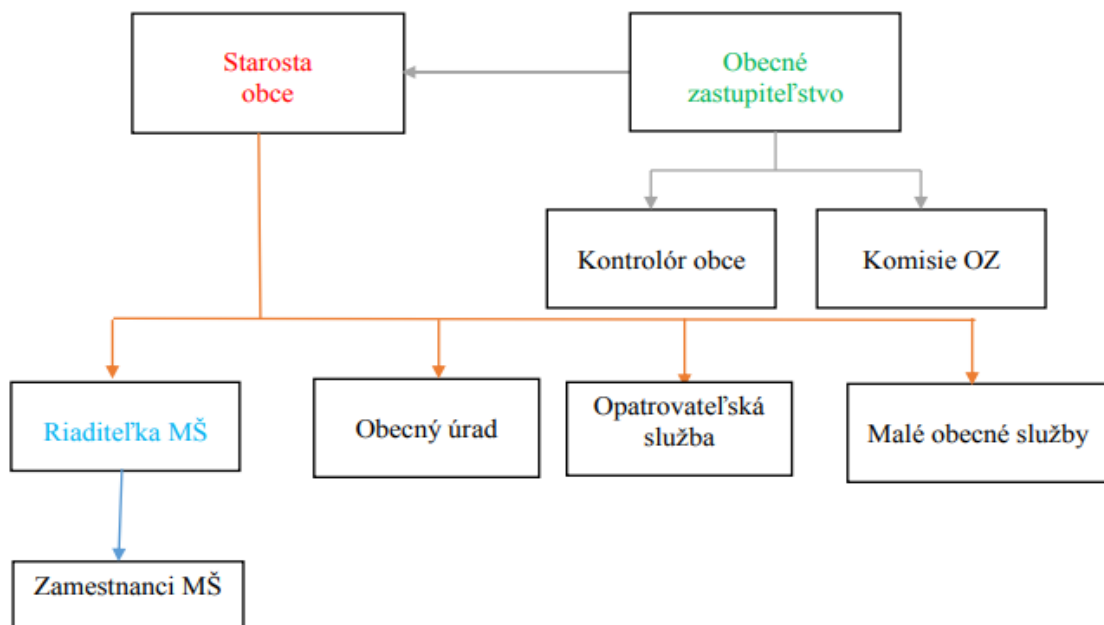 Starosta
obce
Obecné
zastupiteľstvo
Kontrolór obce
Komisie OZ
Riaditeľka MŠ
Obecný úrad
Opatrovateľská
služba
Malé obecné služby
Zamestnanci MŠ